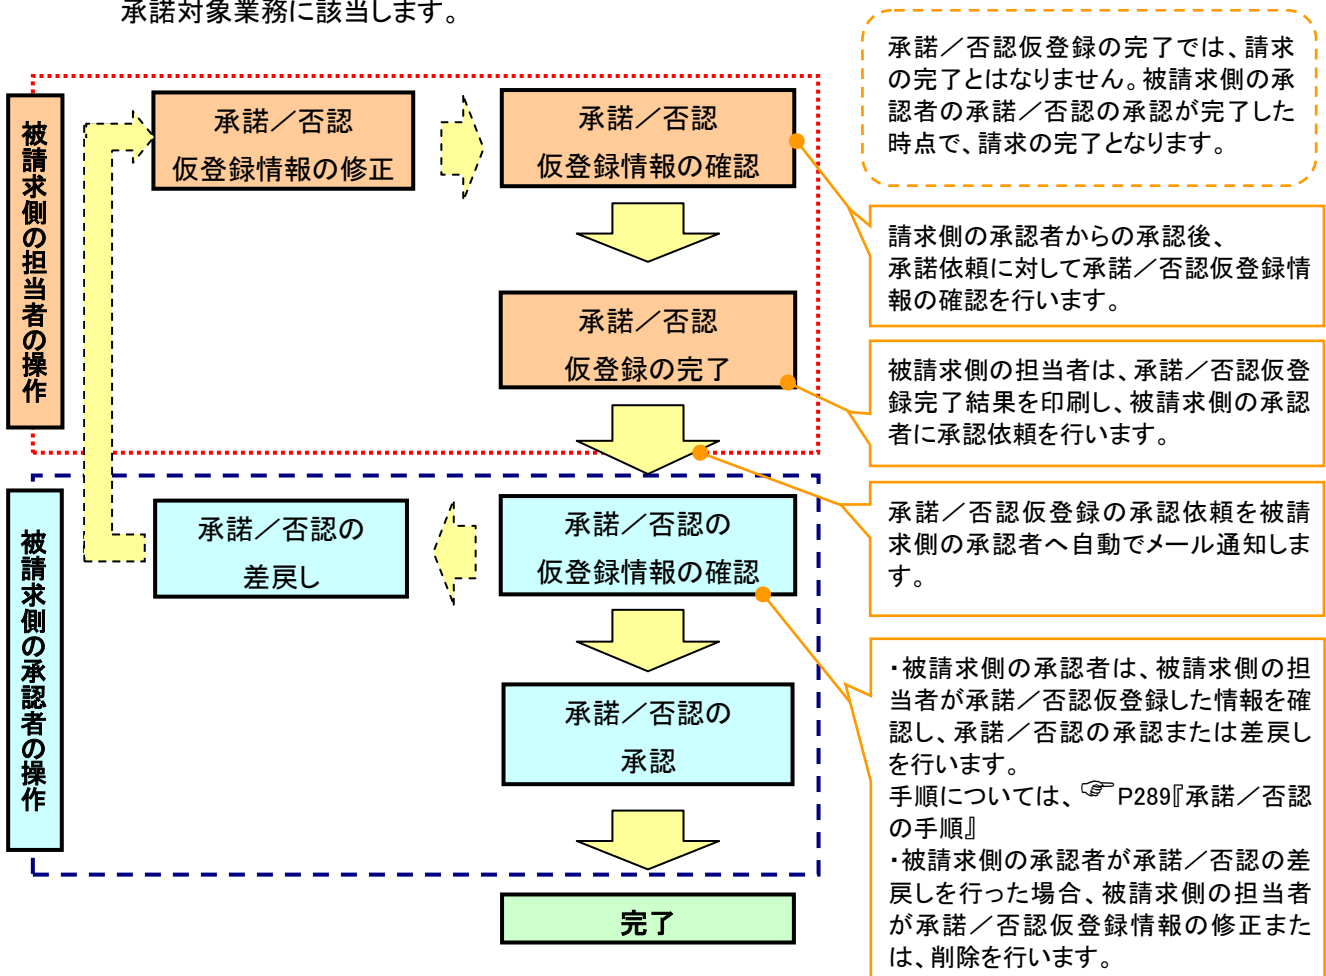 承諾対象業務に該当します。
承諾／否認仮登録の完了では、請求
の完了とはなりません。被請求側の承
認者の承諾／否認の承認が完了した
時点で、請求の完了となります。
被請求側の担当者の操作
承諾／否認
仮登録情報の修正
承諾／否認
仮登録情報の確認
請求側の承認者からの承認後、
承諾依頼に対して承諾／否認仮登録情
報の確認を行います。
承諾／否認
仮登録の完了
被請求側の担当者は、承諾／否認仮登
録完了結果を印刷し、被請求側の承認
者に承認依頼を行います。
承諾／否認仮登録の承認依頼を被請
求側の承認者へ自動でメール通知しま
す。
被請求側の承認者の操作
承諾／否認の
差戻し
承諾／否認の
仮登録情報の確認
承諾／否認の
承認
・被請求側の承認者は、被請求側の担
当者が承諾／否認仮登録した情報を確
認し、承諾／否認の承認または差戻し
を行います。
手順については、☞P289『承諾／否認
の手順』
・被請求側の承認者が承諾／否認の差
戻しを行った場合、被請求側の担当者
が承諾／否認仮登録情報の修正また
は、削除を行います。
完了